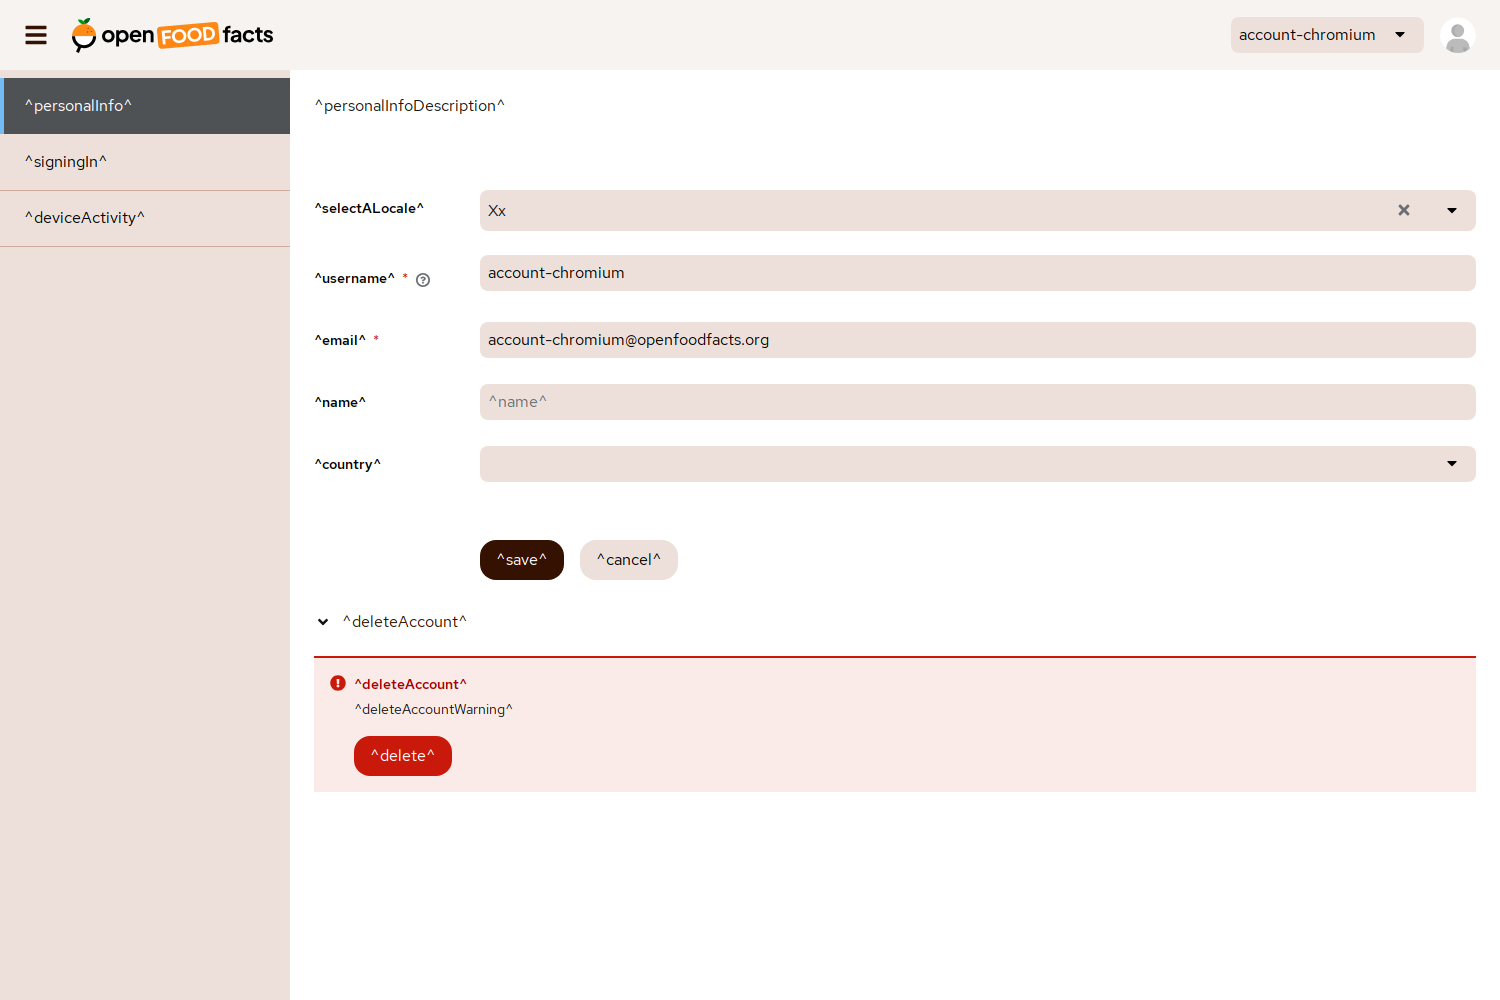 open FOOD facts
account-chromium
^personalInfo^
^signingIn^
^deviceActivity^
^personalInfoDescription^
^selectALocale^
Xx
^username^ *
account-chromium
^email^ *
account-chromium@openfoodfacts.org
^name^
^name^
^country^
^save^
^cancel^
^deleteAccount^
^deleteAccount^
^deleteAccountWarning^
^delete^